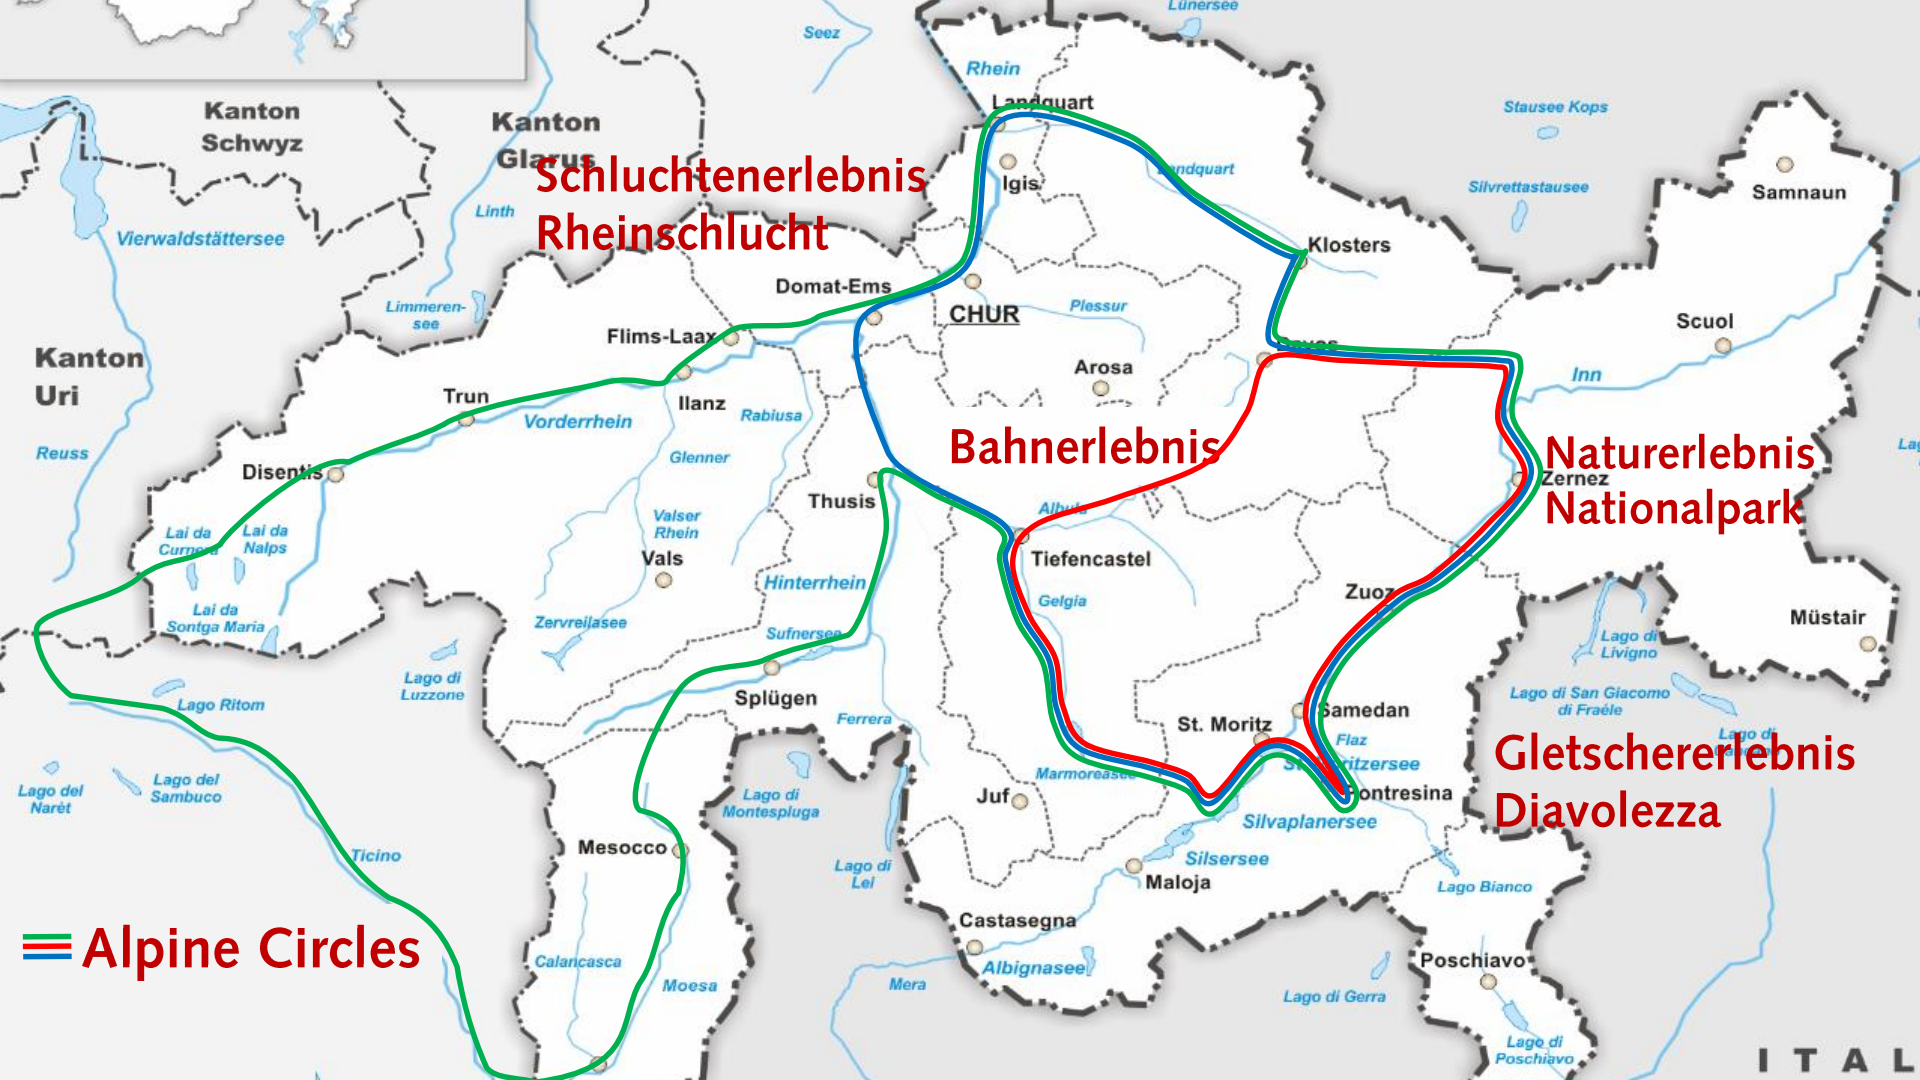 Seez
Lünersee
Rhein
Kanton
Schwyz
Kanton
Glarus
Landquart
Stausee Kops
Schluchtenerlebnis
Rheinschlucht
Igis
Landquart
Silvrettastausee
Samnaun
Linth
Vierwaldstättersee
Klosters
Limmeren-
see
Domat-Ems
CHUR
Plessur
Scuol
Flims-Laax
Davos
Kanton
Uri
Arosa
Inn
Trun
Ilanz
Rabiusa
Vorderrhein
Reuss
Glenner
Bahnerlebnis
Naturerlebnis
Nationalpark
Zernez
Disentis
Thusis
Albula
Lai da
Curnera
Lai da
Nalps
Valser
Rhein
Vals
Tiefencastel
Hinterrhein
Zuoz
Gelgia
Lai da
Sontga Maria
Zervreilasee
Sufnersee
Müstair
Lago di
Livigno
Lago di
Luzzone
Splügen
Lago di San Giacomo
di Fraéle
Lago Ritom
Ferrera
St. Moritz
Samedan
Flaz
Lago di
Gletschererlebnis
Diavolezza
Marmorea
Lago del
Narèt
Lago del
Sambuco
Lago di
Montespluga
Juf
Pontresina
Silvaplanersee
Mesocco
Ticino
Lago di
Lei
Silsersee
Maloja
Lago Bianco
Castasegna
Alpine Circles
Calancasca
Moesa
Albignasee
Mera
Poschiavo
Lago di Gerra
Lago di
Poschiavo
I T A L